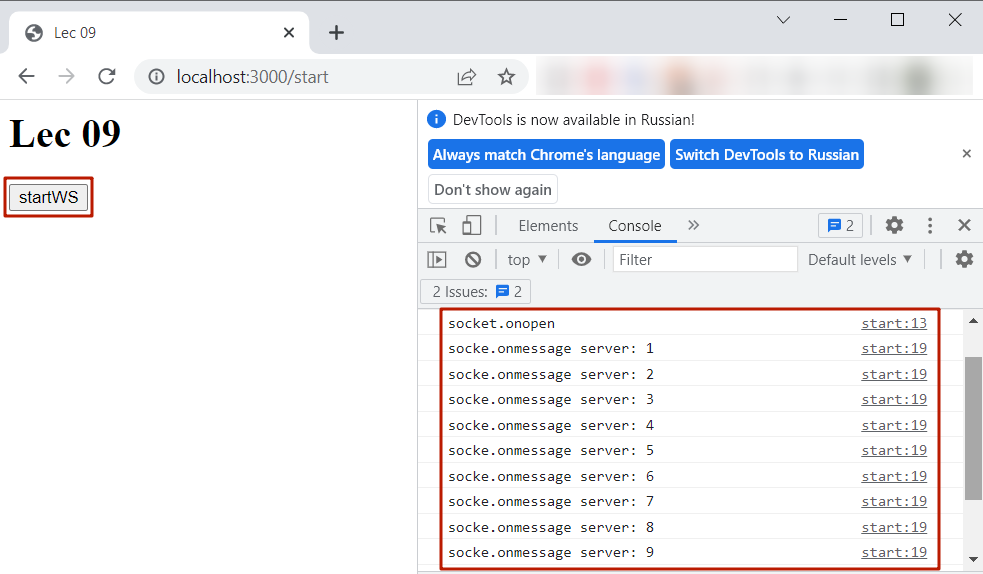 Lec 09
localhost:3000/start
Lec 09
startWS
DevTools is now available in Russian!
Always match Chrome's language
Switch DevTools to Russian
Don't show again
Elements
Console
2
top
Filter
Default levels
2 Issues:
2
socket.onopen start:13
socke.onmessage server: 1 start:19
socke.onmessage server: 2 start:19
socke.onmessage server: 3 start:19
socke.onmessage server: 4 start:19
socke.onmessage server: 5 start:19
socke.onmessage server: 6 start:19
socke.onmessage server: 7 start:19
socke.onmessage server: 8 start:19
socke.onmessage server: 9 start:19